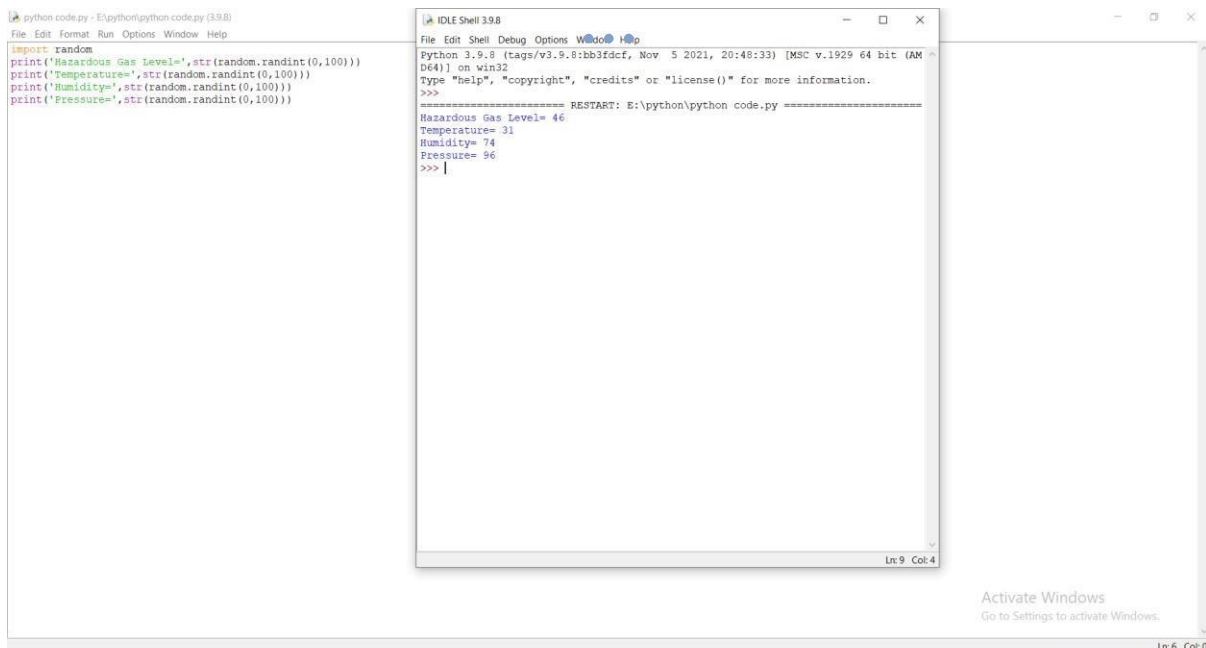 python code.py - E:\python\python code.py (3.9.8)
File Edit Format Run Options Window Help
import random
print('Hazardous Gas Level=',str(random.randint(0,100)))
print('Temperature=',str(random.randint(0,100)))
print('Humidity=',str(random.randint(0,100)))
print('Pressure=',str(random.randint(0,100)))
IDLE Shell 3.9.8
File Edit Shell Debug Options
Python 3.9.8 (tags/v3.9.8:bb3fdcf, Nov 5 2021, 20:48:33) [MSC v.1929 64 bit (AM
D64)] on win32
Type "help", "copyright", "credits" or "license()" for more information.
>>>
======================= RESTART: E:\python\python code.py ======================
Hazardous Gas Level= 46
Temperature= 31
Humidity= 74
Pressure= 96
>>>
Ln: 9 Col: 4
Activate Windows
Go to Settings to activate Windows.
Ln: 6 Col: 0